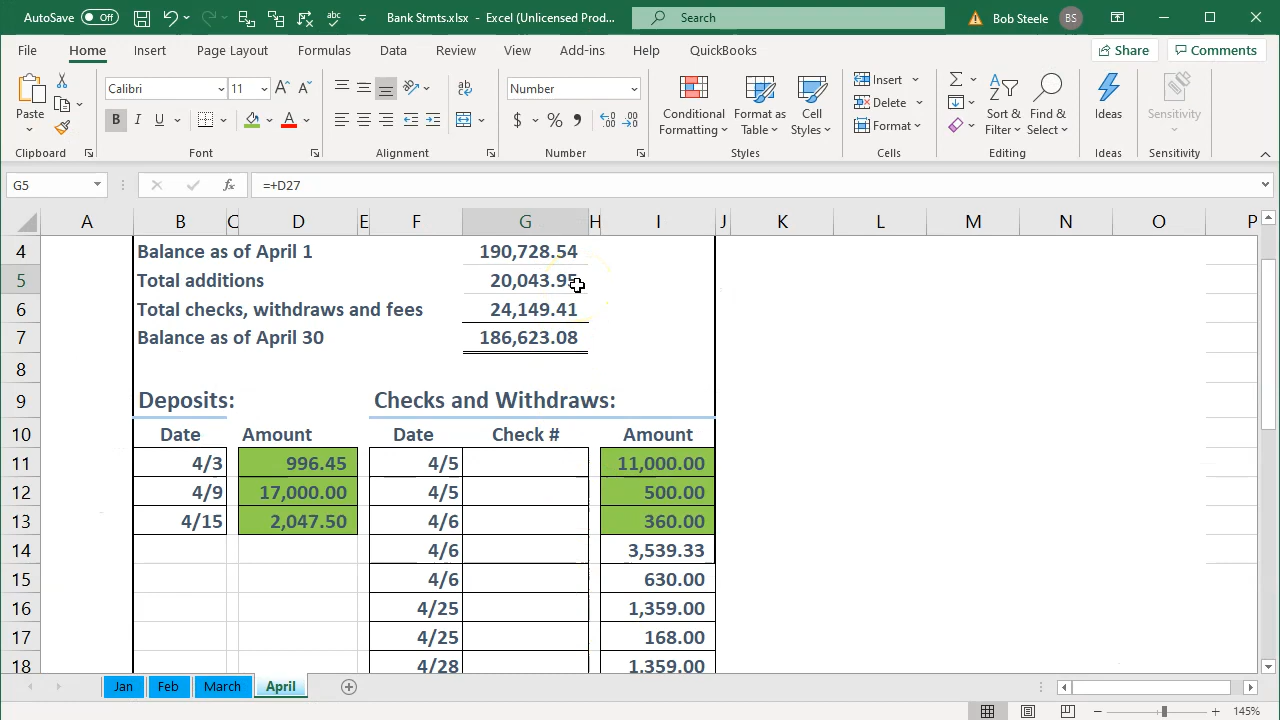 AutoSave Off Bank Stmts.xlsx - Excel (Unlicensed Prod... Search Bob Steele BS
File Home Insert Page Layout Formulas Data Review View Add-ins Help QuickBooks Share Comments
Calibri 11 Number Insert
Paste B I U Conditional Formatting Format as Table Cell Styles Delete Format Sort & Filter Find & Select Ideas Sensitivity
Clipboard Font Alignment Number Styles Cells Editing Ideas Sensitivity
G5 fx =+D27
A B C D E F G H I J K L M N O P
4 Balance as of April 1 190,728.54
5 Total additions 20,043.95
6 Total checks, withdraws and fees 24,149.41
7 Balance as of April 30 186,623.08
8
9 Deposits: Checks and Withdraws:
10 Date Amount Date Check # Amount
11 4/3 996.45 4/5 11,000.00
12 4/9 17,000.00 4/5 500.00
13 4/15 2,047.50 4/6 360.00
14 4/6 3,539.33
15 4/6 630.00
16 4/25 1,359.00
17 4/25 168.00
18 4/28 1,359.00
Jan Feb March April
145%